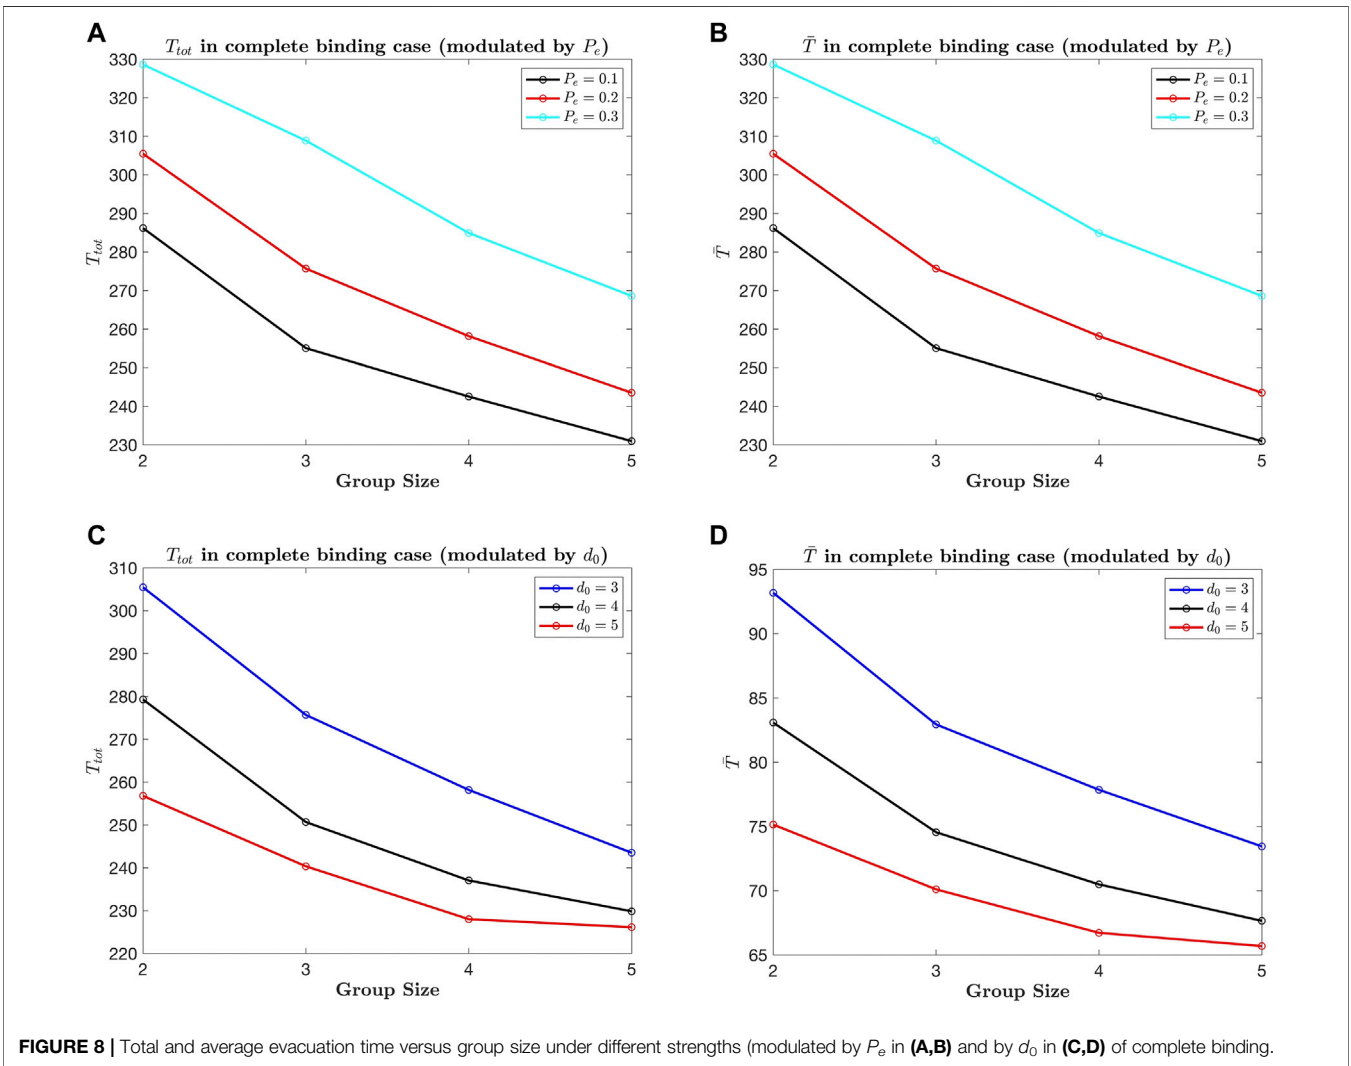 A
T_tot in complete binding case (modulated by P_e)
330
320
310
300
290
280
270
260
250
240
230
T_tot
2 3 4 5
Group Size
P_e = 0.1
P_e = 0.2
P_e = 0.3
B
T̄ in complete binding case (modulated by P_e)
330
320
310
300
290
280
270
260
250
240
230
T̄
2 3 4 5
Group Size
P_e = 0.1
P_e = 0.2
P_e = 0.3
C
T_tot in complete binding case (modulated by d_0)
310
300
290
280
270
260
250
240
230
220
T_tot
2 3 4 5
Group Size
d_0 = 3
d_0 = 4
d_0 = 5
D
T̄ in complete binding case (modulated by d_0)
95
90
85
80
75
70
65
T̄
2 3 4 5
Group Size
d_0 = 3
d_0 = 4
d_0 = 5
FIGURE 8 | Total and average evacuation time versus group size under different strengths (modulated by P_e in (A,B) and by d_0 in (C,D) of complete binding.